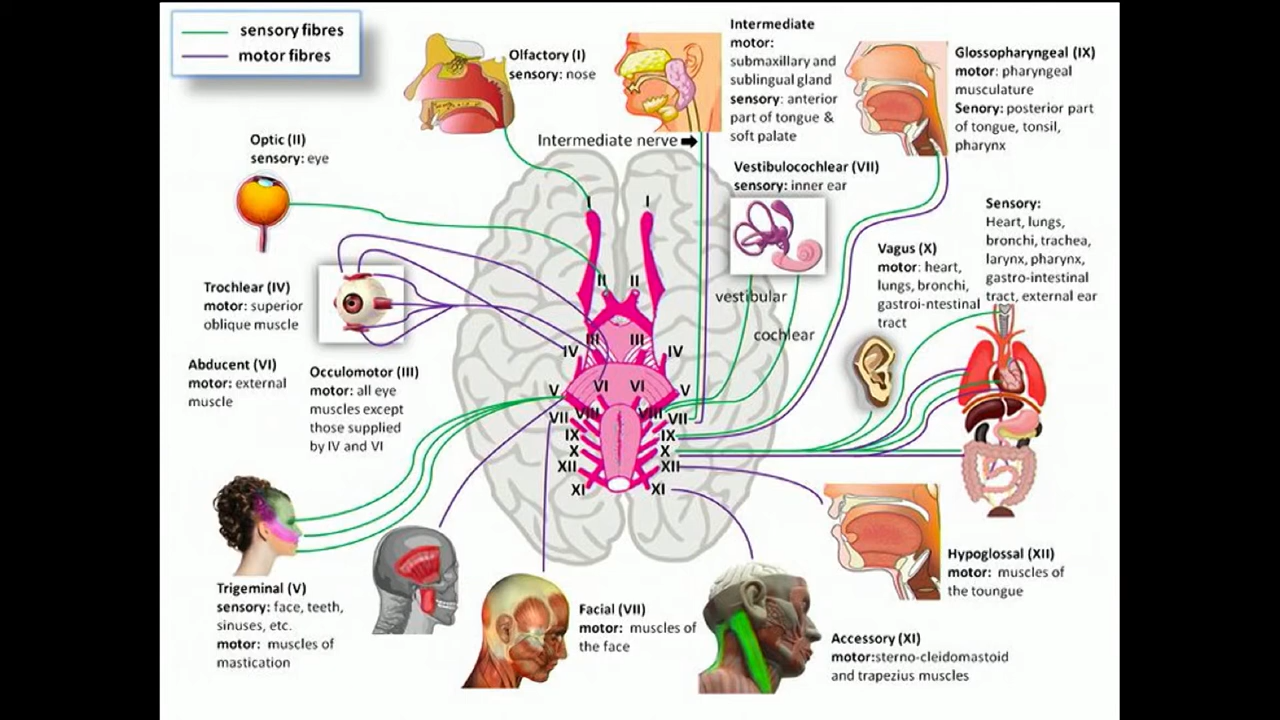 sensory fibres
motor fibres
Olfactory (I)
sensory: nose
Intermediate
motor:
submaxillary and
sublingual gland
sensory: anterior
part of tongue &
soft palate
Intermediate nerve
Glossopharyngeal (IX)
motor: pharyngeal
musculature
Senory: posterior part
of tongue, tonsil,
pharynx
Optic (II)
sensory: eye
Vestibulocochlear (VII)
sensory: inner ear
vestibular
cochlear
Sensory:
Heart, lungs,
bronchi, trachea,
larynx, pharynx,
gastro-intestinal
tract, external ear
Vagus (X)
motor: heart,
lungs, bronchi,
gastroi-ntestinal
tract
Trochlear (IV)
motor: superior
oblique muscle
Abducent (VI)
motor: external
muscle
Occulomotor (III)
motor: all eye
muscles except
those supplied
by IV and VI
I I
II II
III III
IV IV
VI VI
V V
VII VIII VIII VII
IX IX
X X
XII XII
XI XI
Trigeminal (V)
sensory: face, teeth,
sinuses, etc.
motor: muscles of
mastication
Facial (VII)
motor: muscles of
the face
Hypoglossal (XII)
motor: muscles of
the toungue
Accessory (XI)
motor:sterno-cleidomastoid
and trapezius muscles